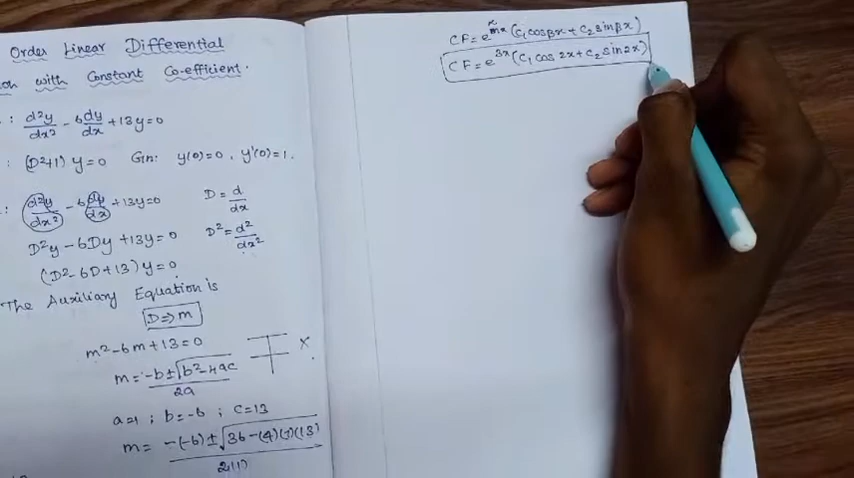 Order Linear Differential
with Constant Co-efficient.
: d²y/dx² - 6dy/dx + 13y = 0
: (D²+1) y = 0 Gn: y(0)=0, y'(0)=1.
: d²y/dx² - 6dy/dx + 13y = 0 D = d/dx
D²y - 6Dy + 13y = 0 D² = d²/dx²
(D² - 6D + 13) y = 0
The Auxiliary Equation is
D ⇒ m
m² - 6m + 13 = 0
m = -b ± √b² - 4ac / 2a
a=1 ; b=-6 ; c=13
m = -(-6) ± √36 - (4)(1)(13) / 2(1)
CF = e^x (C₁ cos βx + C₂ sin βx)
CF = e^3x (C₁ cos 2x + C₂ sin 2x)